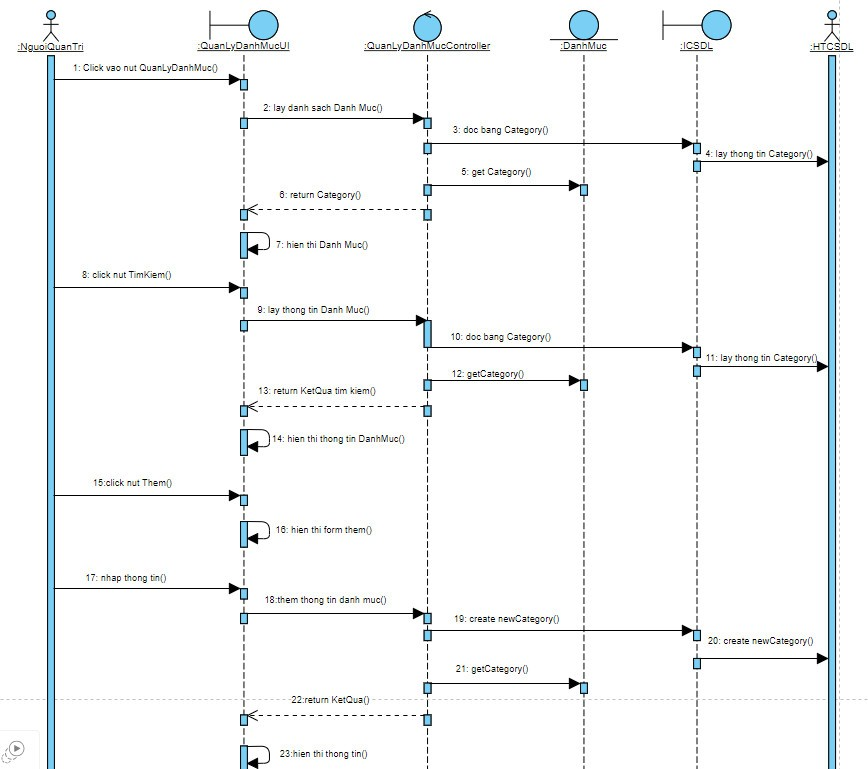 :NguoiQuanTri
:QuanLyDanhMucUI
:QuanLyDanhMucController
:DanhMuc
:ICSDL
:HTCSDL
1: Click vao nut QuanLyDanhMuc()
2: lay danh sach Danh Muc()
3: doc bang Category()
4: lay thong tin Category()
5: get Category()
6: return Category()
7: hien thi Danh Muc()
8: click nut TimKiem()
9: lay thong tin Danh Muc()
10: doc bang Category()
11: lay thong tin Category()
12: getCategory()
13: return KetQua tim kiem()
14: hien thi thong tin DanhMuc()
15:click nut Them()
16: hien thi form them()
17: nhap thong tin()
18:them thong tin danh muc()
19: create newCategory()
20: create newCategory()
21: getCategory()
22:return KetQua()
23:hien thi thong tin()